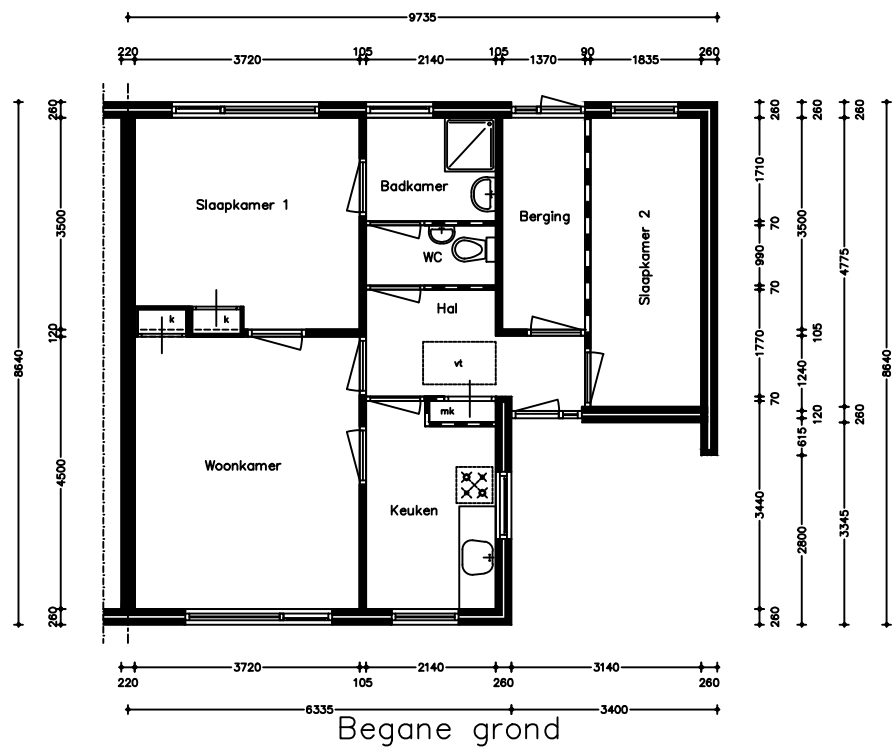 9735
220 3720 105 2140 105 1370 90 1835 260
260 260 260 260
1710
Badkamer
Slaapkamer 1
Berging
Slaapkamer 2
3500 70 3500
WC
990
4775
70
Hal
k k
120 105
8640 1770 8640
vt
1240
mk
70 120 260
615
Woonkamer
4500
Keuken
3440 2800 3345
260 260
3720 2140 3140
220 105 260 260
6335 3400
Begane grond